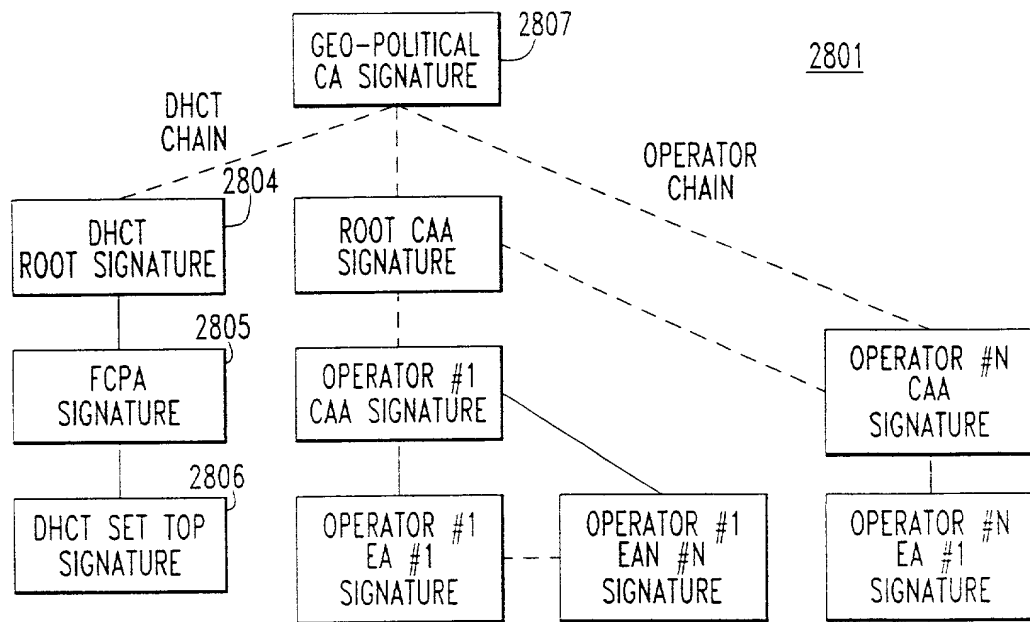 GEO-POLITICAL
CA SIGNATURE
2807
2801
DHCT
CHAIN
OPERATOR
CHAIN
2804
DHCT
ROOT SIGNATURE
ROOT CAA
SIGNATURE
2805
FCPA
SIGNATURE
OPERATOR #1
CAA SIGNATURE
OPERATOR #N
CAA
SIGNATURE
2806
DHCT SET TOP
SIGNATURE
OPERATOR #1
EA #1
SIGNATURE
OPERATOR #1
EAN #N
SIGNATURE
OPERATOR #N
EA #1
SIGNATURE